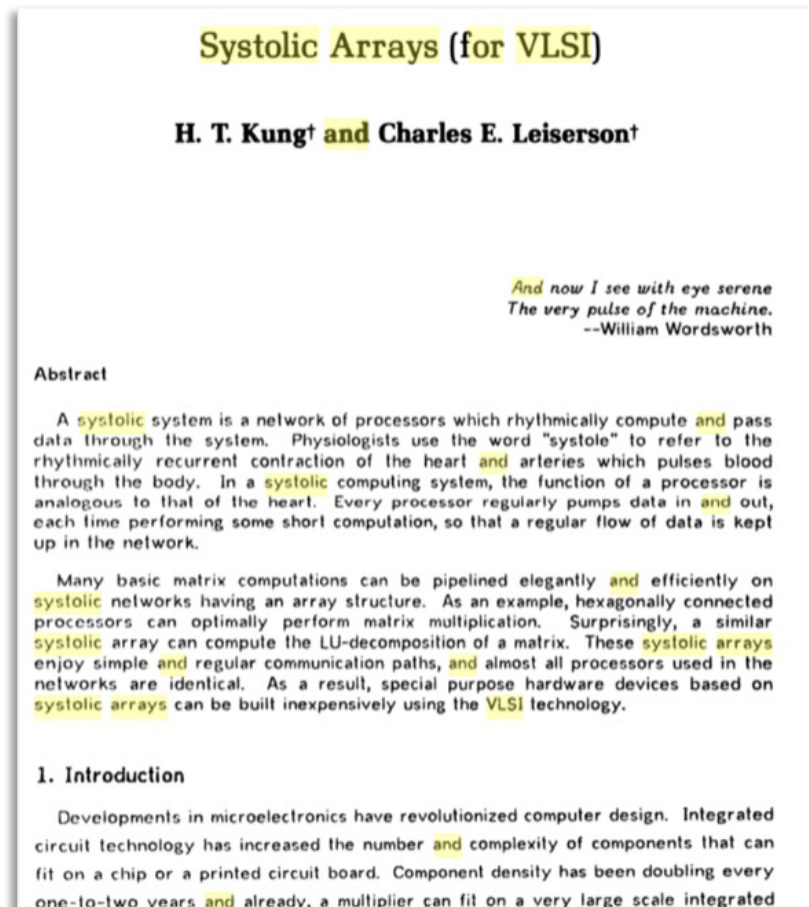 Systolic Arrays (for VLSI)
H. T. Kung† and Charles E. Leiserson†
And now I see with eye serene
The very pulse of the machine.
--William Wordsworth
Abstract
A systolic system is a network of processors which rhythmically compute and pass
data through the system. Physiologists use the word "systole" to refer to the
rhythmically recurrent contraction of the heart and arteries which pulses blood
through the body. In a systolic computing system, the function of a processor is
analogous to that of the heart. Every processor regularly pumps data in and out,
each time performing some short computation, so that a regular flow of data is kept
up in the network.
Many basic matrix computations can be pipelined elegantly and efficiently on
systolic networks having an array structure. As an example, hexagonally connected
processors can optimally perform matrix multiplication. Surprisingly, a similar
systolic array can compute the LU-decomposition of a matrix. These systolic arrays
enjoy simple and regular communication paths, and almost all processors used in the
networks are identical. As a result, special purpose hardware devices based on
systolic arrays can be built inexpensively using the VLSI technology.
1. Introduction
Developments in microelectronics have revolutionized computer design. Integrated
circuit technology has increased the number and complexity of components that can
fit on a chip or a printed circuit board. Component density has been doubling every
one-to-two years and already, a multiplier can fit on a very large scale integrated